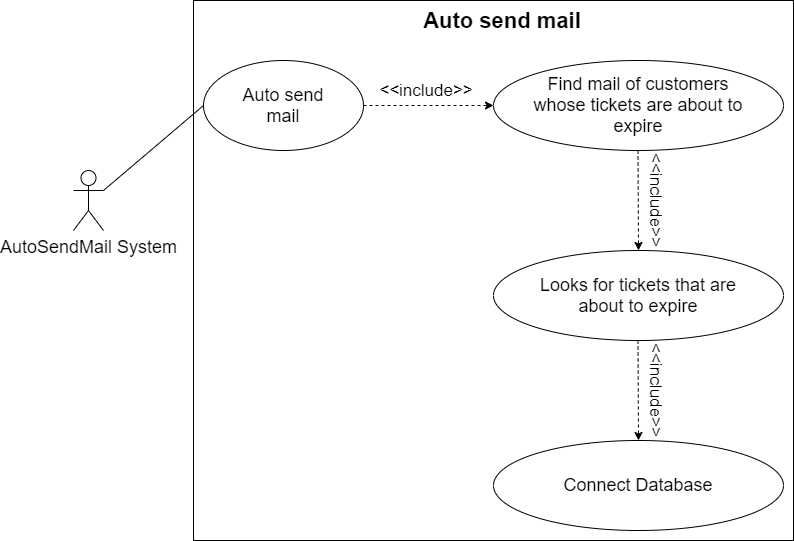 Auto send mail
Auto send
mail
<<include>>
Find mail of customers
whose tickets are about to
expire
<<include>>
AutoSendMail System
Looks for tickets that are
about to expire
<<include>>
Connect Database